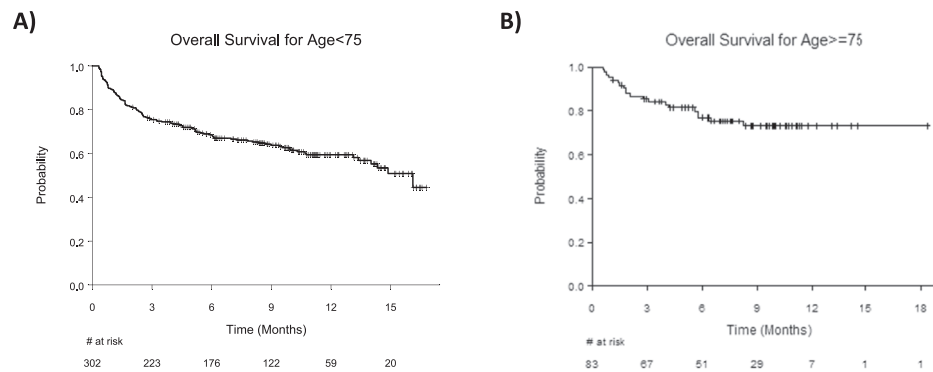 A)
Overall Survival for Age<75
1.0
0.8
0.6
0.4
0.2
0.0
Probability
0 3 6 9 12 15
Time (Months)
# at risk
302 223 176 122 59 20
B)
Overall Survival for Age>=75
1.0
0.8
0.6
0.4
0.2
0.0
Probability
0 3 6 9 12 15 18
Time (Months)
# at risk
83 67 51 29 7 1 1